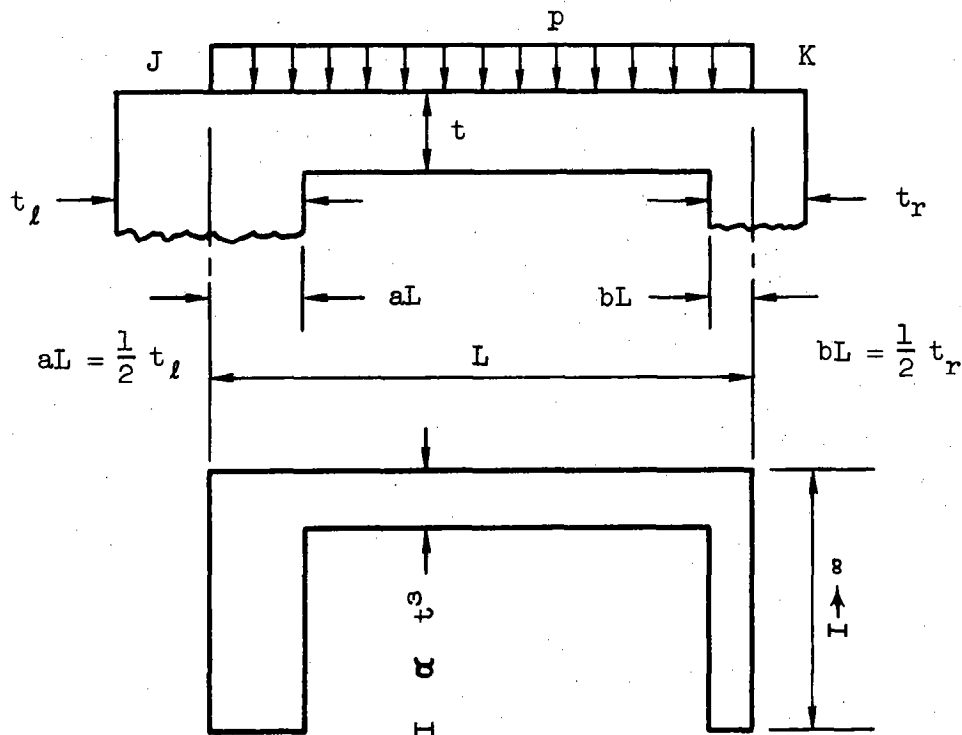 p
J
K
t
t_ℓ
t_r
aL
bL
aL = 1/2 t_ℓ
L
bL = 1/2 t_r
I α t³
I → ∞